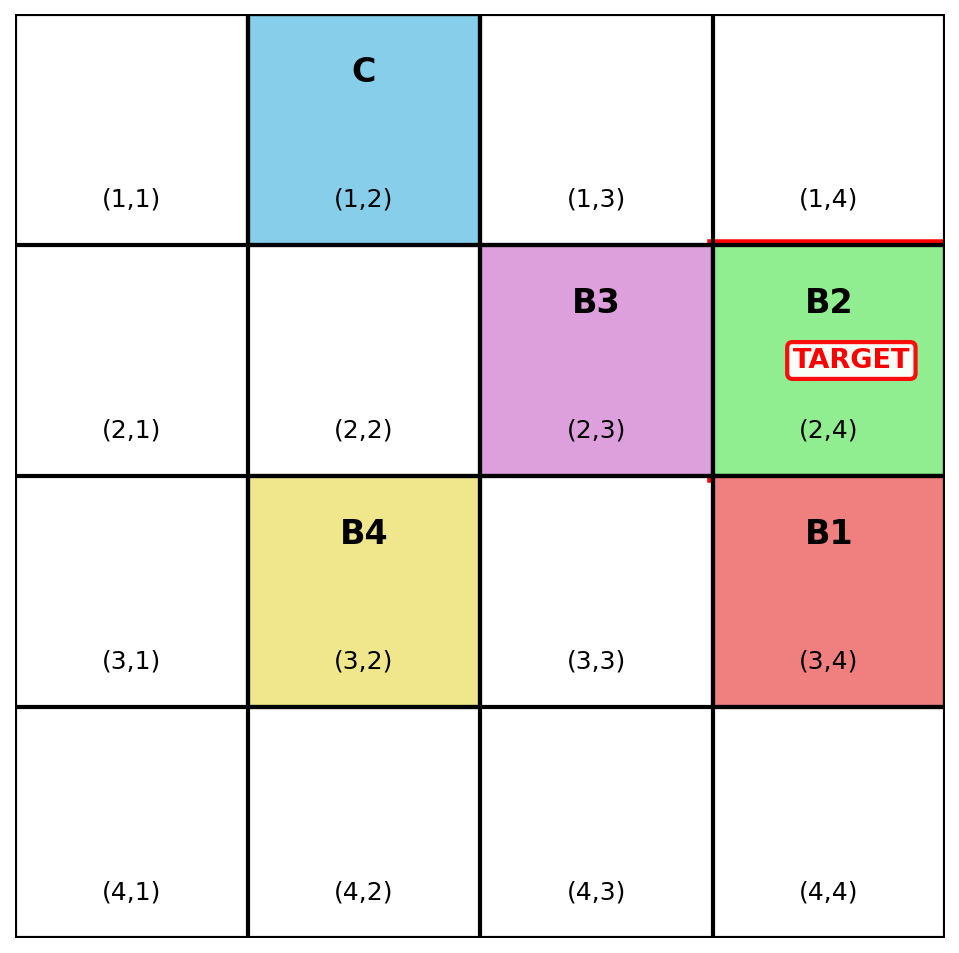 C
(1,1) (1,2) (1,3) (1,4)
B3 B2
TARGET
(2,1) (2,2) (2,3) (2,4)
B4 B1
(3,1) (3,2) (3,3) (3,4)
(4,1) (4,2) (4,3) (4,4)